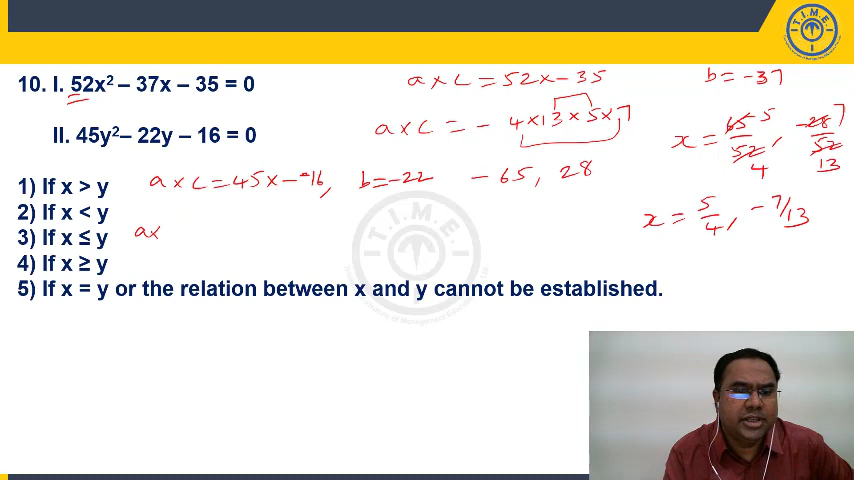 T.I.M.E.
10. I. 52x² – 37x – 35 = 0
a × c = 52 x – 35
b = – 37
II. 45y² – 22y – 16 = 0
a × c = – 4 × 13 × 5 × 7
x = 65/52 5/4, –28/52 7/13
1) If x > y
a × c = 45 x – 16, b = – 22
– 65, 28
2) If x < y
x = 5/4, – 7/13
3) If x ≤ y
a x
4) If x ≥ y
5) If x = y or the relation between x and y cannot be established.
T.I.M.E.